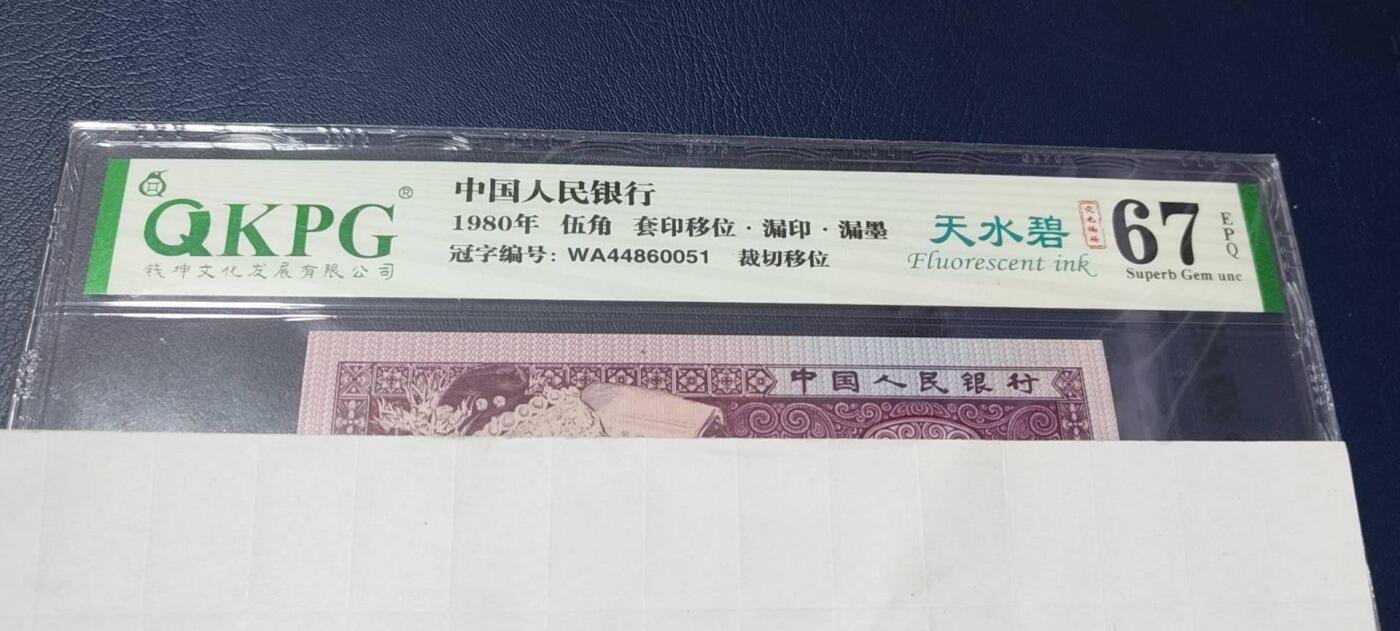 QKPG®
钱坤文化发展有限公司
中国人民银行
1980年 伍角 套印移位·漏印·漏墨
冠字编号：WA44860051 裁切移位
天水碧
Fluorescent ink
67
EPQ
Superb Gem unc
中国人民银行